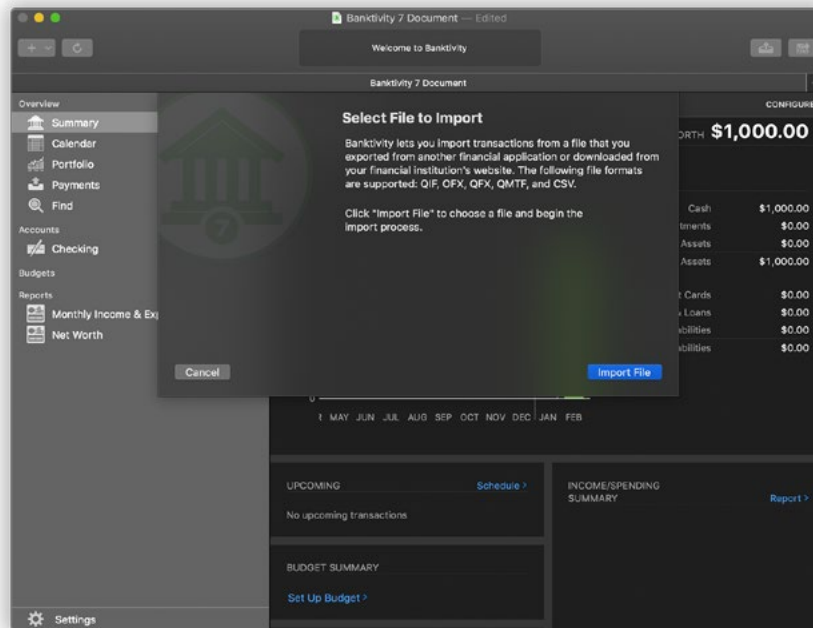 Banktivity 7 Document — Edited
Welcome to Banktivity
Banktivity 7 Document
Overview
Summary
Calendar
Portfolio
Payments
Find
Accounts
Checking
Budgets
Reports
Monthly Income & Ex
Net Worth
Settings
Select File to Import
Banktivity lets you import transactions from a file that you
exported from another financial application or downloaded from
your financial institution's website. The following file formats
are supported: QIF, OFX, QFX, QMTF, and CSV.
Click "Import File" to choose a file and begin the
import process.
7
Cancel
Import File
CONFIGURE
ORTH $1,000.00
Cash $1,000.00
tments $0.00
Assets $0.00
Assets $1,000.00
t Cards $0.00
Loans $0.00
abilities $0.00
abilities $0.00
0
MAY JUN JUL AUG SEP OCT NOV DEC JAN FEB
UPCOMING
Schedule >
No upcoming transactions
BUDGET SUMMARY
Set Up Budget >
INCOME/SPENDING
SUMMARY
Report >